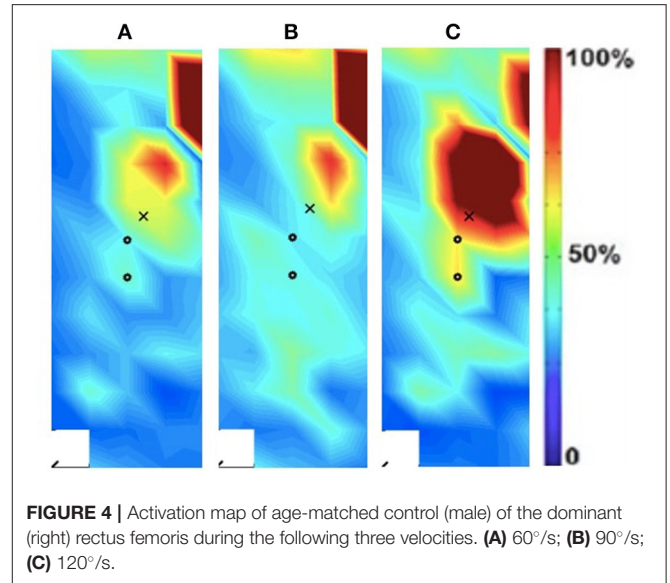 A B C
100%
50%
0
FIGURE 4 | Activation map of age-matched control (male) of the dominant
(right) rectus femoris during the following three velocities. (A) 60°/s; (B) 90°/s;
(C) 120°/s.